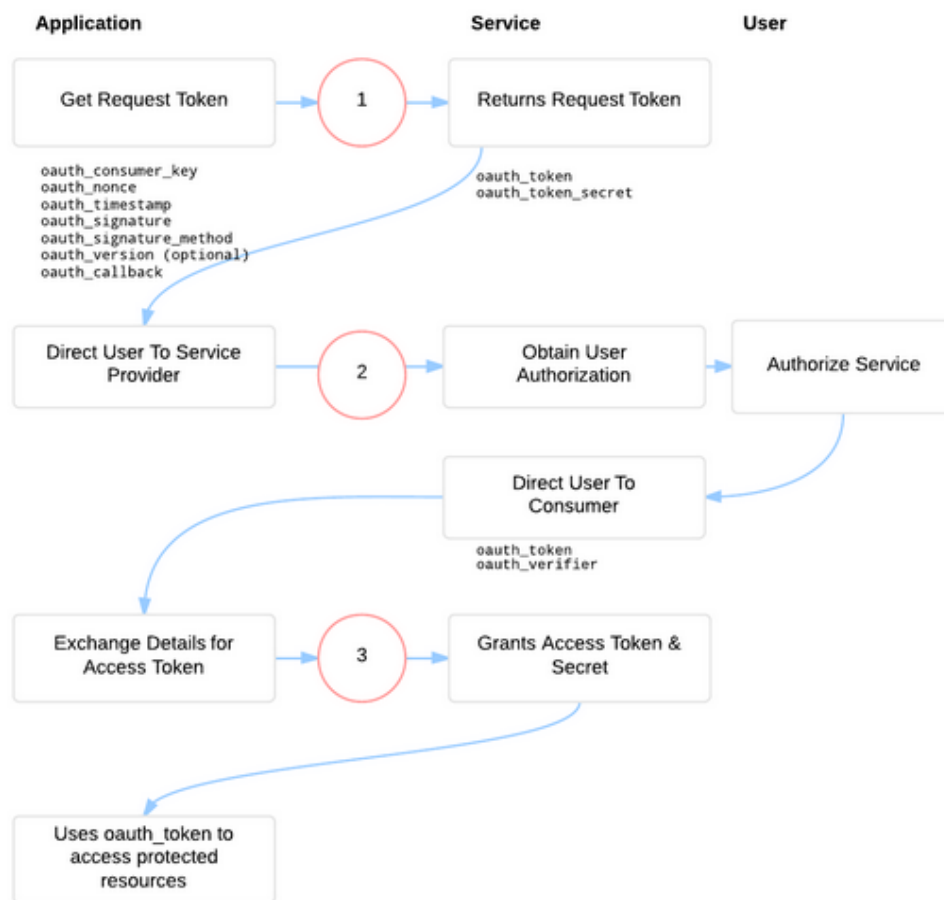 Application
Service
User
Get Request Token
1
Returns Request Token
oauth_consumer_key
oauth_nonce
oauth_timestamp
oauth_signature
oauth_signature_method
oauth_version (optional)
oauth_callback
oauth_token
oauth_token_secret
Direct User To Service
Provider
2
Obtain User
Authorization
Authorize Service
Direct User To
Consumer
oauth_token
oauth_verifier
Exchange Details for
Access Token
3
Grants Access Token &
Secret
Uses oauth_token to
access protected
resources